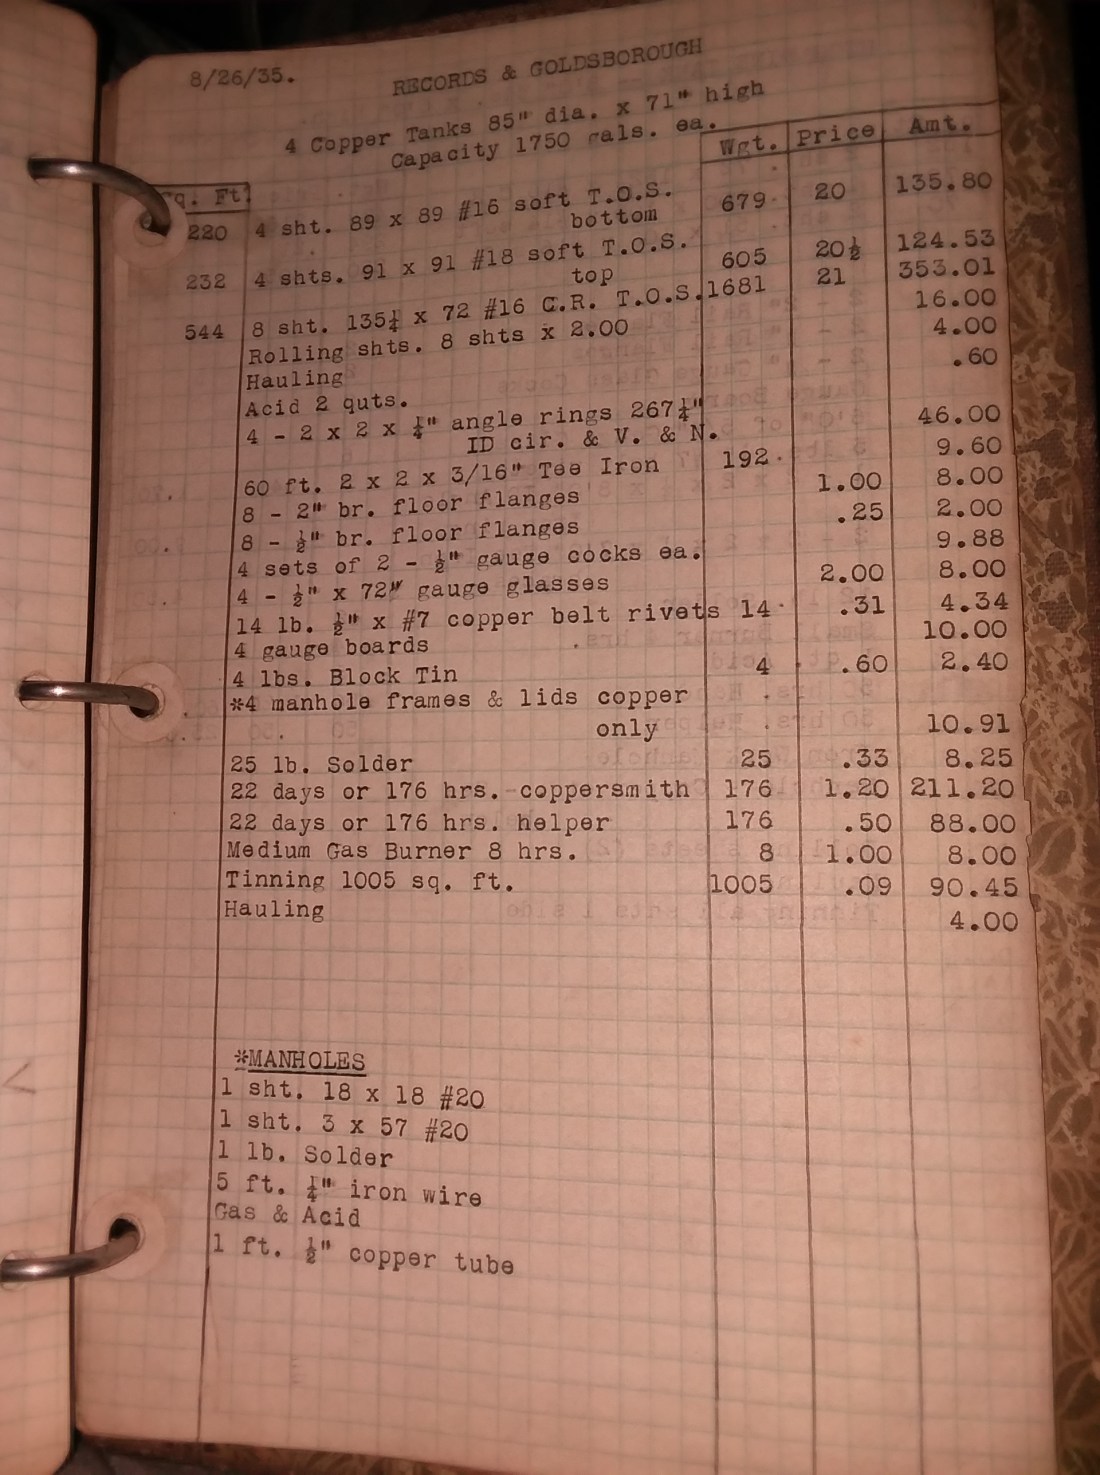 8/26/35.
RECORDS & GOLDSBOROUGH
4 Copper Tanks 85" dia. x 71" high
Capacity 1750 gals. ea.
Sq. Ft. Wgt. Price Amt.
220 4 sht. 89 x 89 #16 soft T.O.S. 679 20 135.80
bottom
232 4 shts. 91 x 91 #18 soft T.O.S. 605 20½ 124.53
top
544 8 sht. 135¼ x 72 #16 C.R. T.O.S. 1681 21 353.01
Rolling shts. 8 shts x 2.00 16.00
Hauling 4.00
Acid 2 quts. .60
4 - 2 x 2 x ¼" angle rings 267¼"
ID cir. & V. & N. 46.00
60 ft. 2 x 2 x 3/16" Tee Iron 192 9.60
8 - 2" br. floor flanges 1.00 8.00
8 - ½" br. floor flanges .25 2.00
4 sets of 2 - ½" gauge cocks ea. 9.88
4 - ½" x 72" gauge glasses 2.00 8.00
14 lb. ½" x #7 copper belt rivets 14 .31 4.34
4 gauge boards 10.00
4 lbs. Block Tin 4 .60 2.40
*4 manhole frames & lids copper
only 10.91
25 lb. Solder 25 .33 8.25
22 days or 176 hrs. coppersmith 176 1.20 211.20
22 days or 176 hrs. helper 176 .50 88.00
Medium Gas Burner 8 hrs. 8 1.00 8.00
Tinning 1005 sq. ft. 1005 .09 90.45
Hauling 4.00
*MANHOLES
1 sht. 18 x 18 #20
1 sht. 3 x 57 #20
1 lb. Solder
5 ft. ¼" iron wire
Gas & Acid
1 ft. ½" copper tube